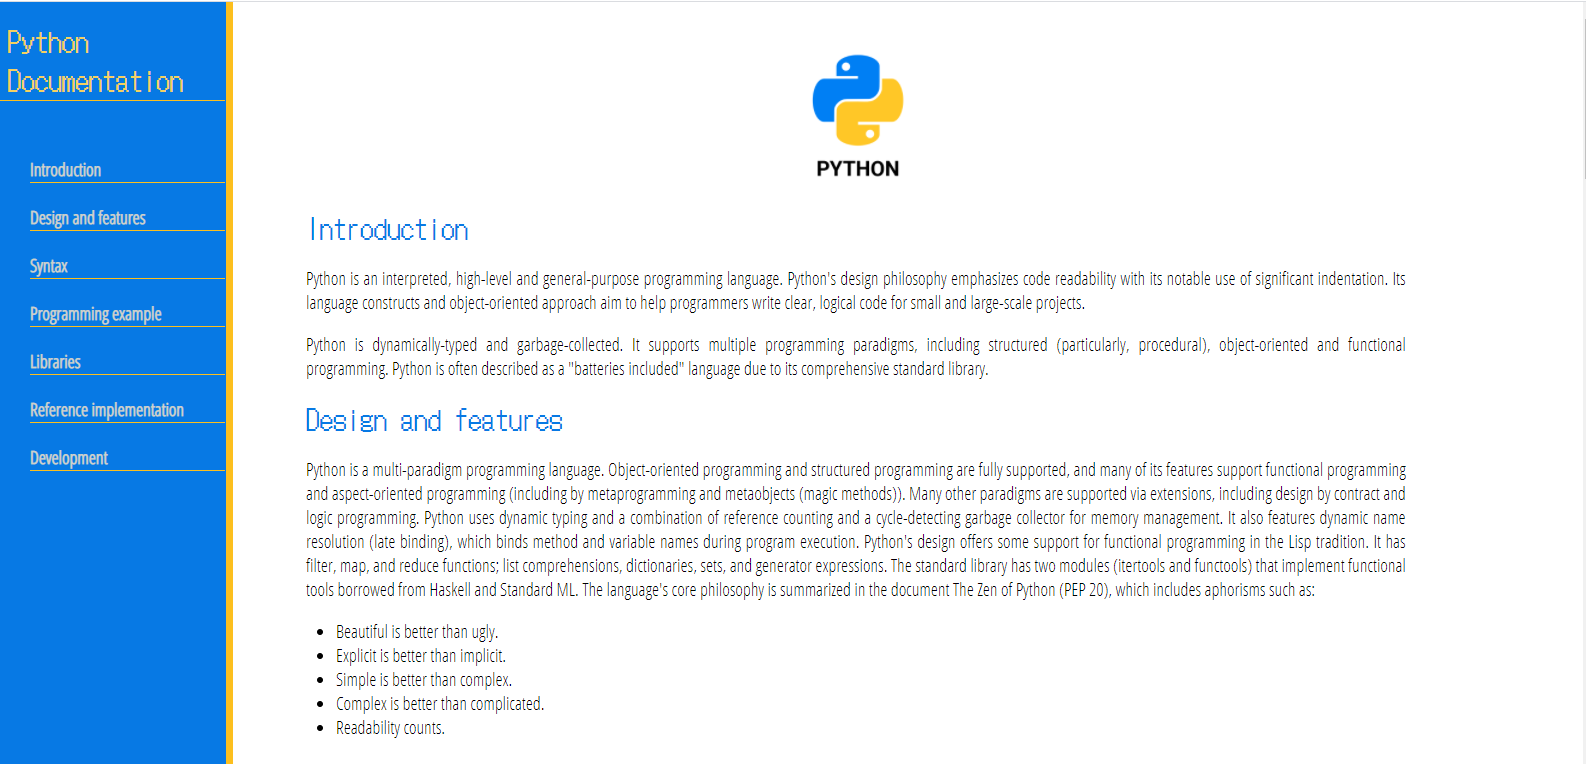 Python
Documentation
Introduction
Design and features
Syntax
Programming example
Libraries
Reference implementation
Development
PYTHON
Introduction
Python is an interpreted, high-level and general-purpose programming language. Python's design philosophy emphasizes code readability with its notable use of significant indentation. Its
language constructs and object-oriented approach aim to help programmers write clear, logical code for small and large-scale projects.
Python is dynamically-typed and garbage-collected. It supports multiple programming paradigms, including structured (particularly, procedural), object-oriented and functional
programming. Python is often described as a "batteries included" language due to its comprehensive standard library.
Design and features
Python is a multi-paradigm programming language. Object-oriented programming and structured programming are fully supported, and many of its features support functional programming
and aspect-oriented programming (including by metaprogramming and metaobjects (magic methods)). Many other paradigms are supported via extensions, including design by contract and
logic programming. Python uses dynamic typing and a combination of reference counting and a cycle-detecting garbage collector for memory management. It also features dynamic name
resolution (late binding), which binds method and variable names during program execution. Python's design offers some support for functional programming in the Lisp tradition. It has
filter, map, and reduce functions; list comprehensions, dictionaries, sets, and generator expressions. The standard library has two modules (itertools and functools) that implement functional
tools borrowed from Haskell and Standard ML. The language's core philosophy is summarized in the document The Zen of Python (PEP 20), which includes aphorisms such as:
• Beautiful is better than ugly.
• Explicit is better than implicit.
• Simple is better than complex.
• Complex is better than complicated.
• Readability counts.